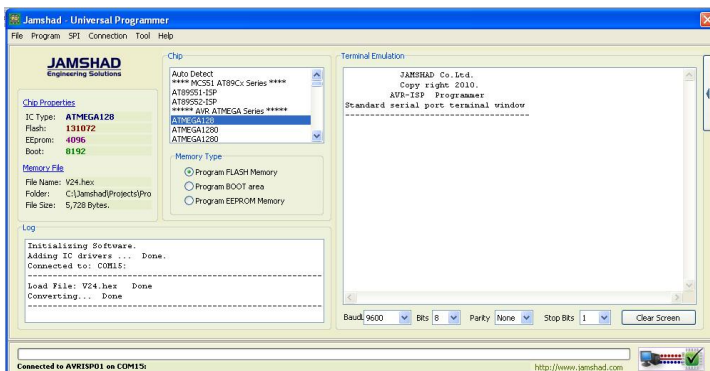 Jamshad - Universal Programmer
File Program SPI Connection Tool Help
JAMSHAD
Engineering Solutions
Chip Properties
IC Type: ATMEGA128
Flash: 131072
EEprom: 4096
Boot: 8192
Memory File
File Name: V24.hex
Folder: C:\Jamshad\Projects\Pro
File Size: 5,728 Bytes.
Chip
Auto Detect
**** MCS51 AT89Cx Series ****
AT89S51-ISP
AT89S52-ISP
***** AVR ATMEGA Series *****
ATMEGA128
ATMEGA1280
ATMEGA1280
Memory Type
Program FLASH Memory
Program BOOT area
Program EEPROM Memory
Log
Initializing Software.
Adding IC drivers ... Done.
Connected to: COM15:
Load File: V24.hex Done
Converting... Done
Terminal Emulation
JAMSHAD Co.Ltd.
Copy right 2010.
AVR-ISP Programmer
Standard serial port terminal window
Baud: 9600 Bits 8 Parity None Stop Bits 1 Clear Screen
Connected to AVRISP01 on COM15: http://www.jamshad.com